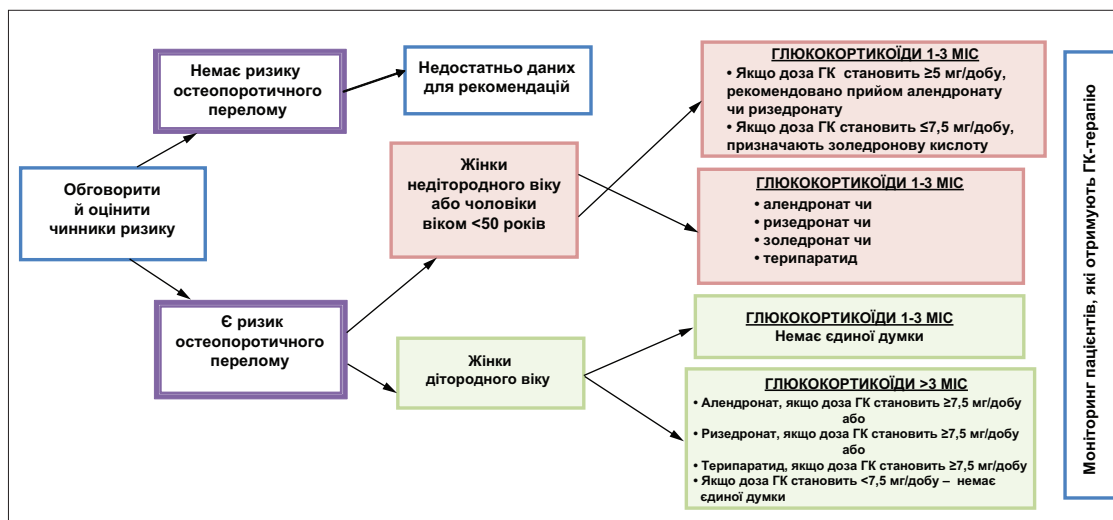 Обговорити
й оцінити
чинники ризику
Немає ризику
остеопоротичного
перелому
Недостатньо даних
для рекомендацій
Є ризик
остеопоротичного
перелому
Жінки
недітородного віку
або чоловіки
віком <50 років
Жінки
дітородного віку
ГЛЮКОКОРТИКОЇДИ 1-3 МІС
• Якщо доза ГК становить ≥5 мг/добу,
рекомендовано прийом алендронату
чи ризедронату
• Якщо доза ГК становить ≤7,5 мг/добу,
призначають золедронову кислоту
ГЛЮКОКОРТИКОЇДИ 1-3 МІС
• алендронат чи
• ризедронат чи
• золедронат чи
• терипаратид
ГЛЮКОКОРТИКОЇДИ 1-3 МІС
Немає єдиної думки
ГЛЮКОКОРТИКОЇДИ >3 МІС
• Алендронат, якщо доза ГК становить ≥7,5 мг/добу
або
• Ризедронат, якщо доза ГК становить ≥7,5 мг/добу
або
• Терипаратид, якщо доза ГК становить ≥7,5 мг/добу
• Якщо доза ГК становить <7,5 мг/добу – немає
єдиної думки
Моніторинг пацієнтів, які отримують ГК-терапію